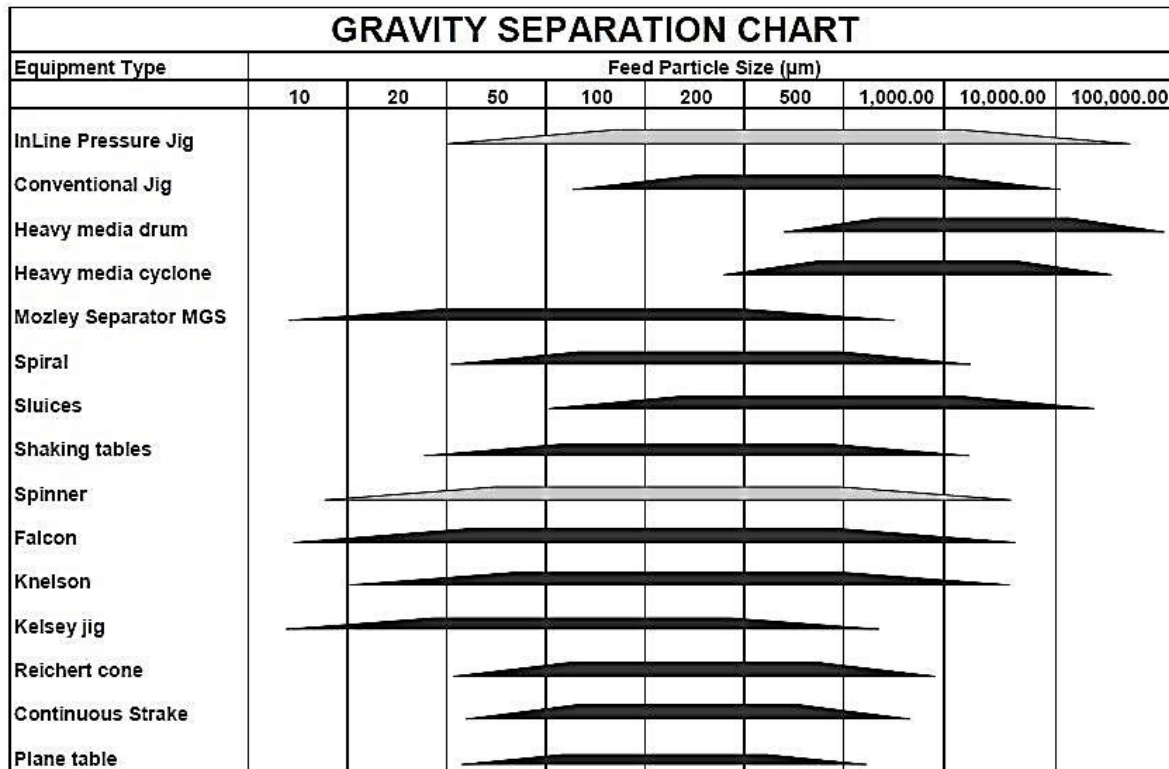 GRAVITY SEPARATION CHART
Equipment Type Feed Particle Size (µm)
10 20 50 100 200 500 1,000.00 10,000.00 100,000.00
InLine Pressure Jig
Conventional Jig
Heavy media drum
Heavy media cyclone
Mozley Separator MGS
Spiral
Sluices
Shaking tables
Spinner
Falcon
Knelson
Kelsey jig
Reichert cone
Continuous Strake
Plane table